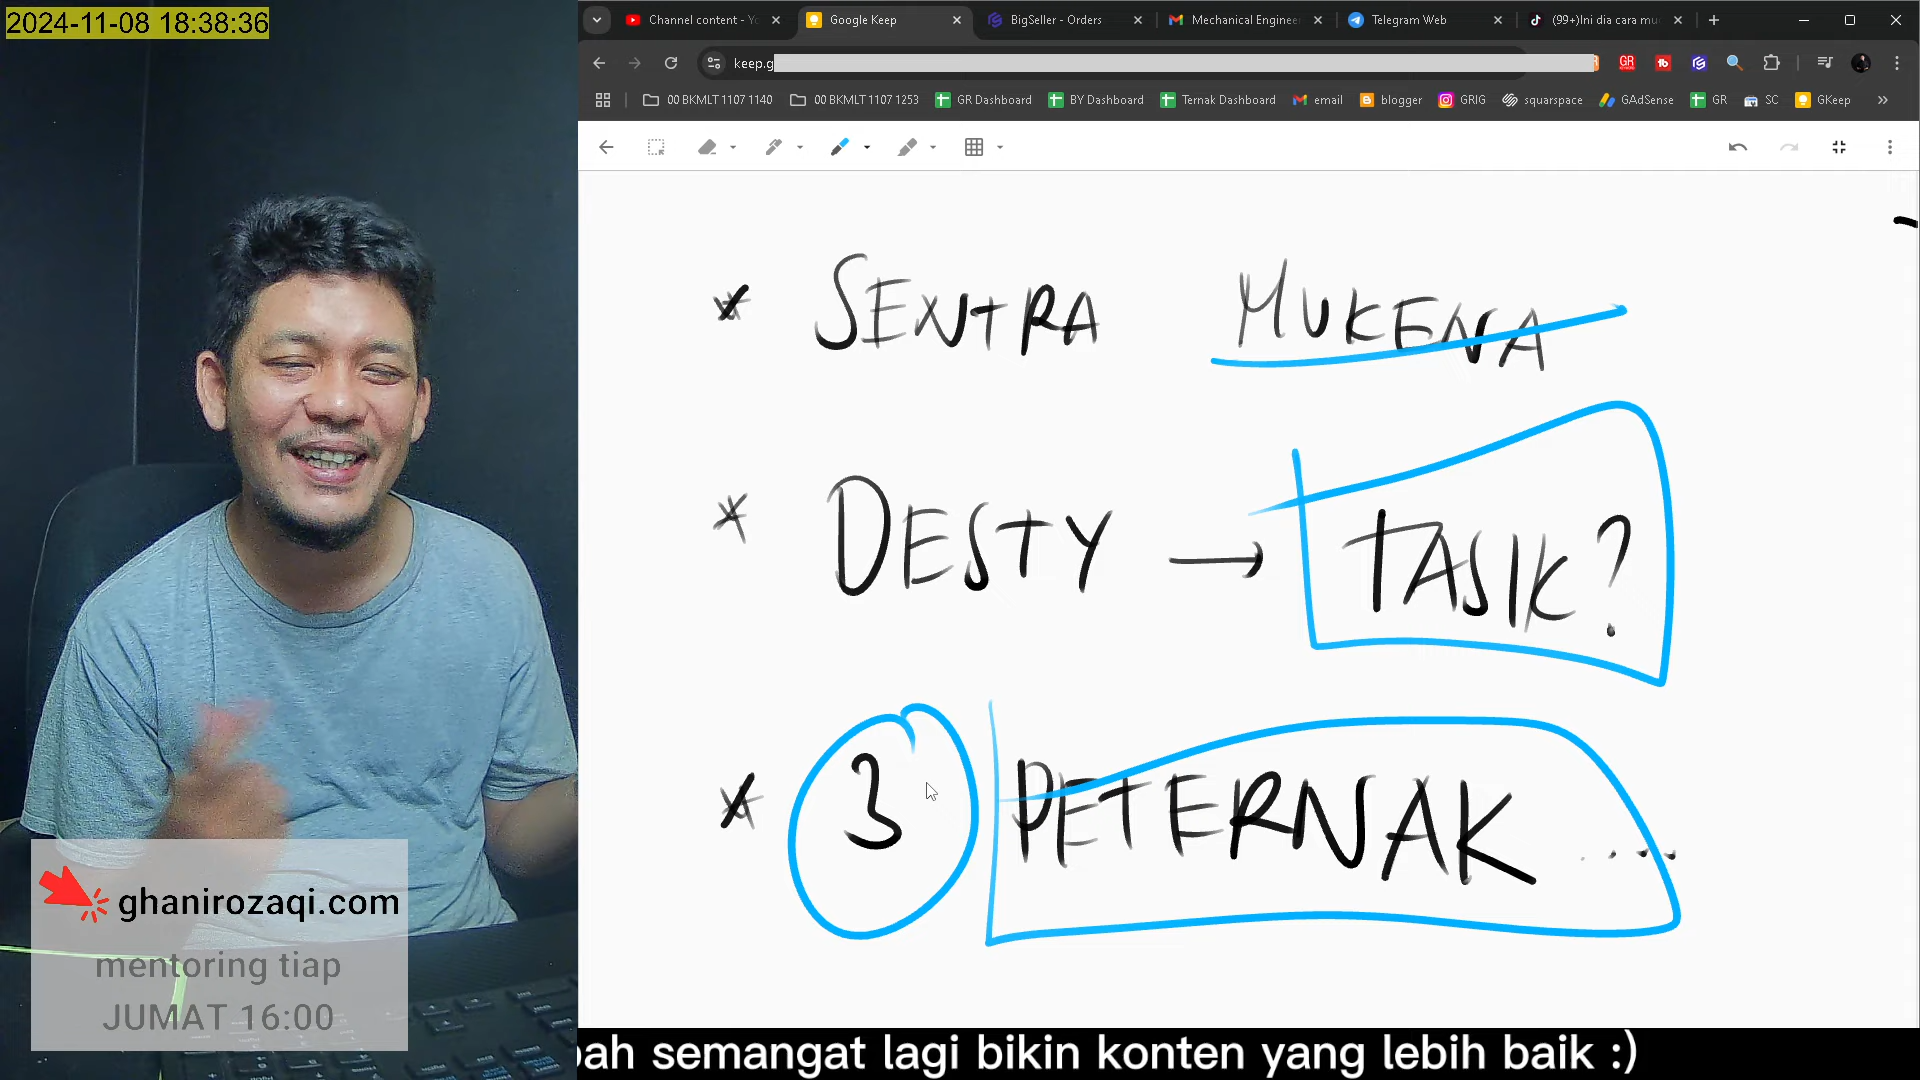 2024-11-08 18:38:36
Channel content - Yo
Google Keep
BigSeller - Orders
Mechanical Enginee
Telegram Web
(99+)Ini dia cara mu
keep.g
00 BKMLT 1107 1140
00 BKMLT 1107 1253
GR Dashboard
BY Dashboard
Ternak Dashboard
email
blogger
GRIG
squarspace
GAdSense
GR
SC
GKeep
* SENTRA MUKENA
* DESTY → TASIK?
* 3 PETERNAK ....
ghanirozaqi.com
mentoring tiap
JUMAT 16:00
bah semangat lagi bikin konten yang lebih baik :)